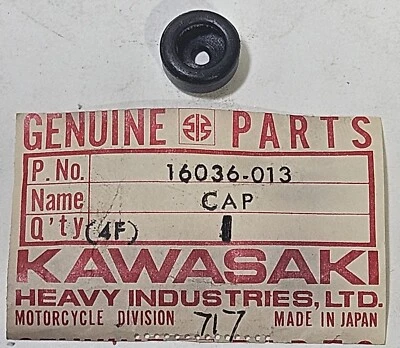 GENUINE PARTS
P. No. 16036-013
Name CAP
Q'ty (4F) 1
KAWASAKI
HEAVY INDUSTRIES, LTD.
MOTORCYCLE DIVISION 717 MADE IN JAPAN